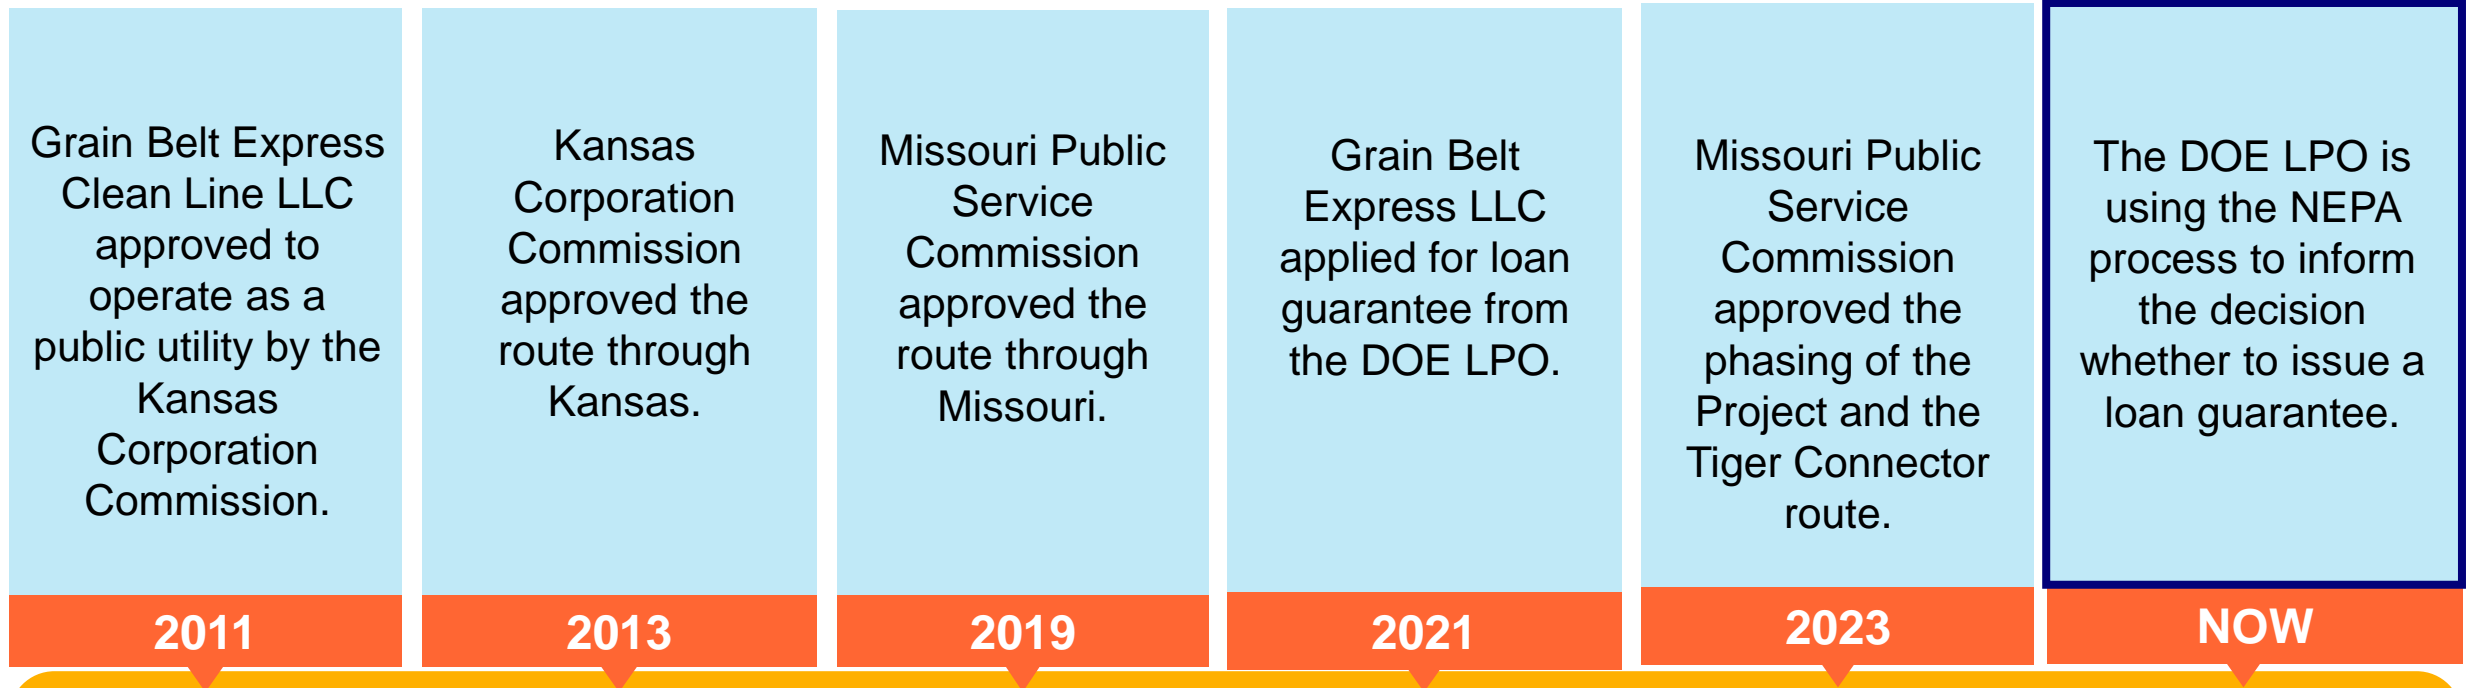 Grain Belt Express
Clean Line LLC
approved to
operate as a
public utility by the
Kansas
Corporation
Commission.
2011
Kansas
Corporation
Commission
approved the
route through
Kansas.
2013
Missouri Public
Service
Commission
approved the
route through
Missouri.
2019
Grain Belt
Express LLC
applied for loan
guarantee from
the DOE LPO.
2021
Missouri Public
Service
Commission
approved the
phasing of the
Project and the
Tiger Connector
route.
2023
The DOE LPO is
using the NEPA
process to inform
the decision
whether to issue a
loan guarantee.
NOW